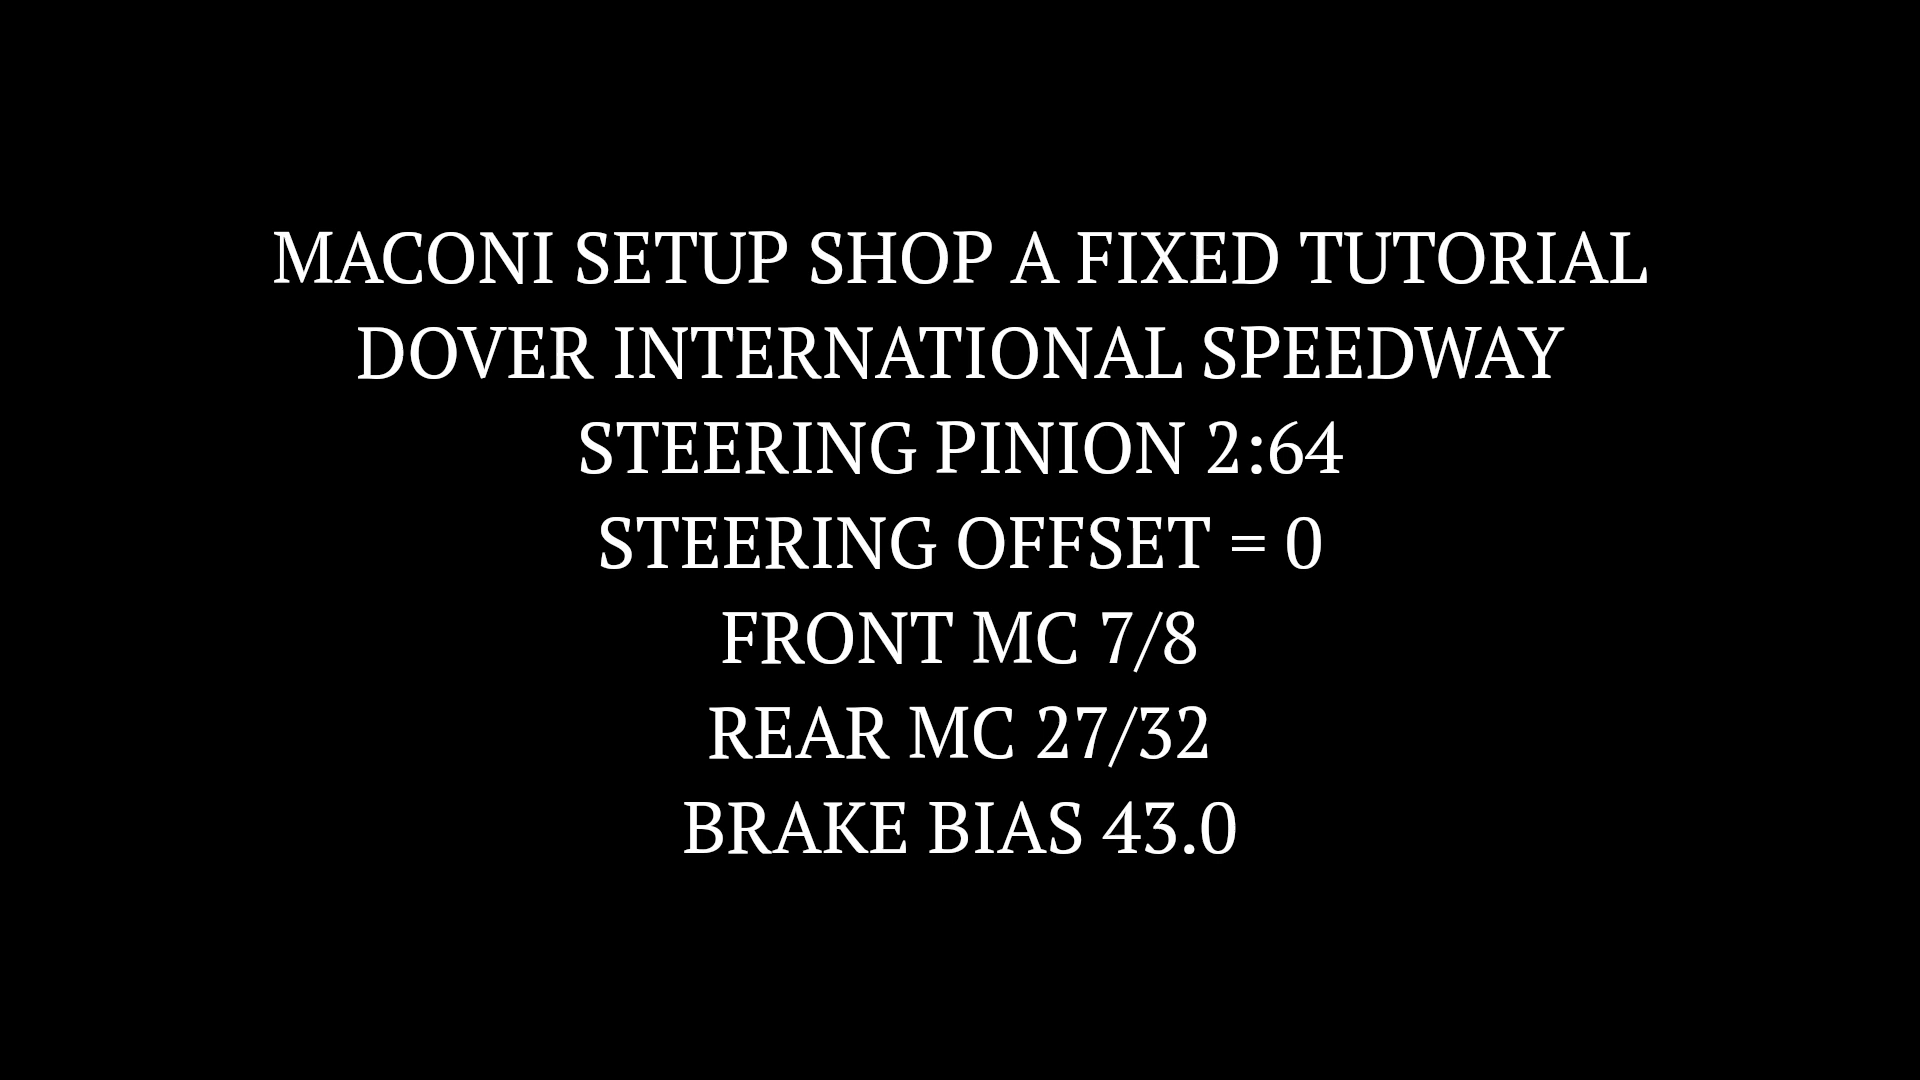 MACONI SETUP SHOP A FIXED TUTORIAL
DOVER INTERNATIONAL SPEEDWAY
STEERING PINION 2:64
STEERING OFFSET = 0
FRONT MC 7/8
REAR MC 27/32
BRAKE BIAS 43.0